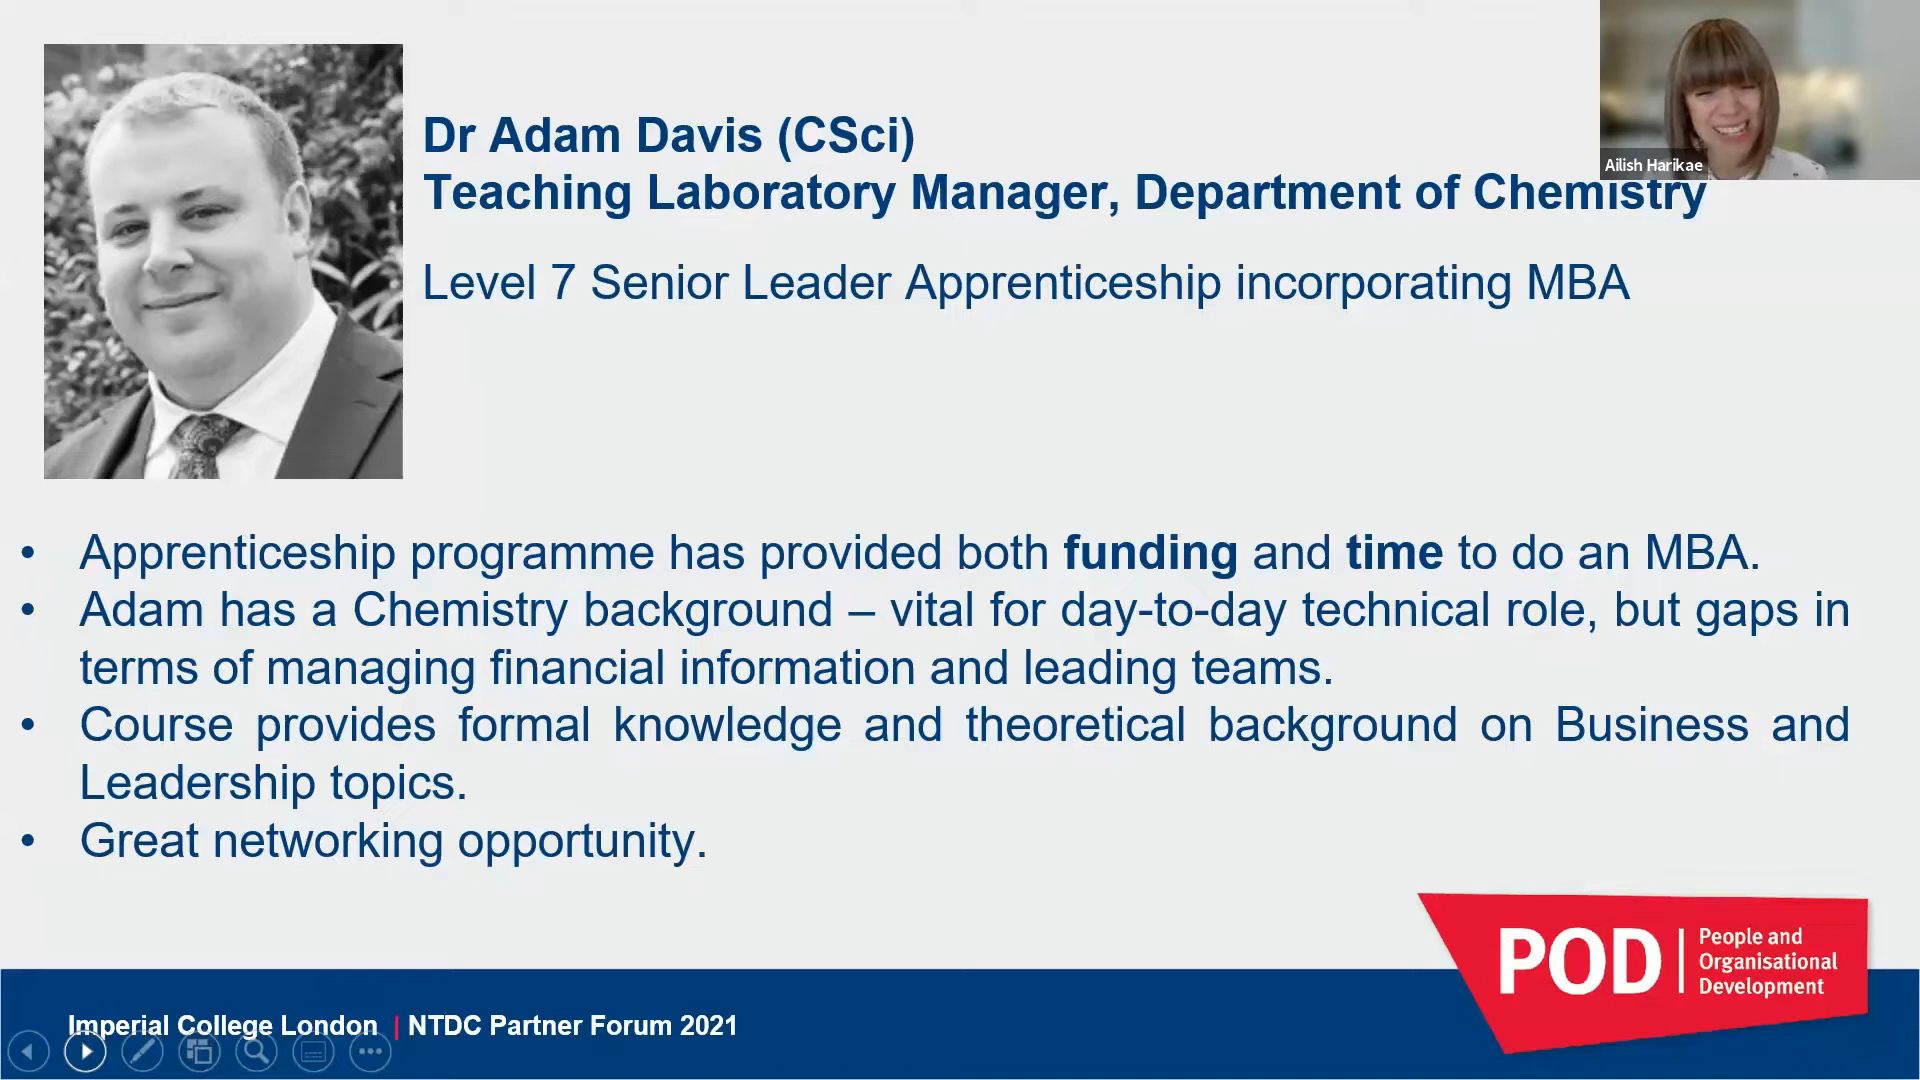 Ailish Harikae
Dr Adam Davis (CSci)
Teaching Laboratory Manager, Department of Chemistry
Level 7 Senior Leader Apprenticeship incorporating MBA
• Apprenticeship programme has provided both funding and time to do an MBA.
• Adam has a Chemistry background – vital for day-to-day technical role, but gaps in
terms of managing financial information and leading teams.
• Course provides formal knowledge and theoretical background on Business and
Leadership topics.
• Great networking opportunity.
POD | People and
Organisational
Development
Imperial College London | NTDC Partner Forum 2021